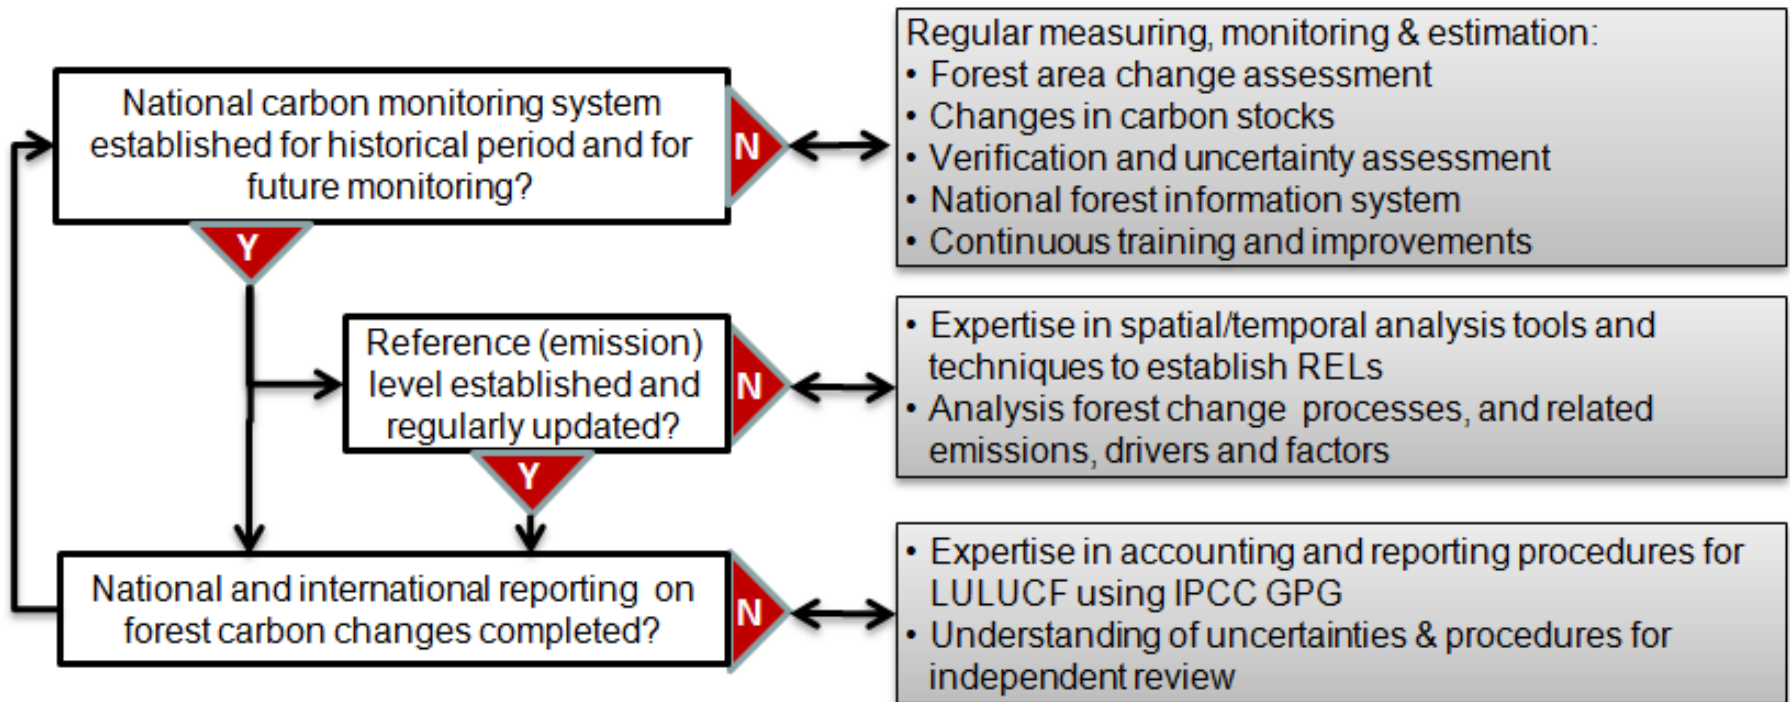 National carbon monitoring system
established for historical period and for
future monitoring?
N
Y
Regular measuring, monitoring & estimation:
• Forest area change assessment
• Changes in carbon stocks
• Verification and uncertainty assessment
• National forest information system
• Continuous training and improvements
Reference (emission)
level established and
regularly updated?
N
Y
• Expertise in spatial/temporal analysis tools and
techniques to establish RELs
• Analysis forest change processes, and related
emissions, drivers and factors
National and international reporting on
forest carbon changes completed?
N
• Expertise in accounting and reporting procedures for
LULUCF using IPCC GPG
• Understanding of uncertainties & procedures for
independent review